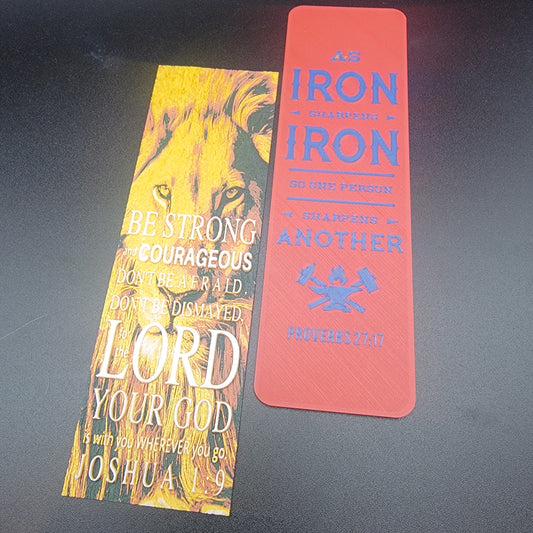 BE STRONG
and COURAGEOUS
DON'T BE AFRAID.
DON'T BE DISMAYED,
for the
LORD
YOUR GOD
is with you WHEREVER you go.
JOSHUA 1:9
AS
IRON
SHARPENS
IRON
SO ONE PERSON
SHARPENS
ANOTHER
PROVERBS 27:17